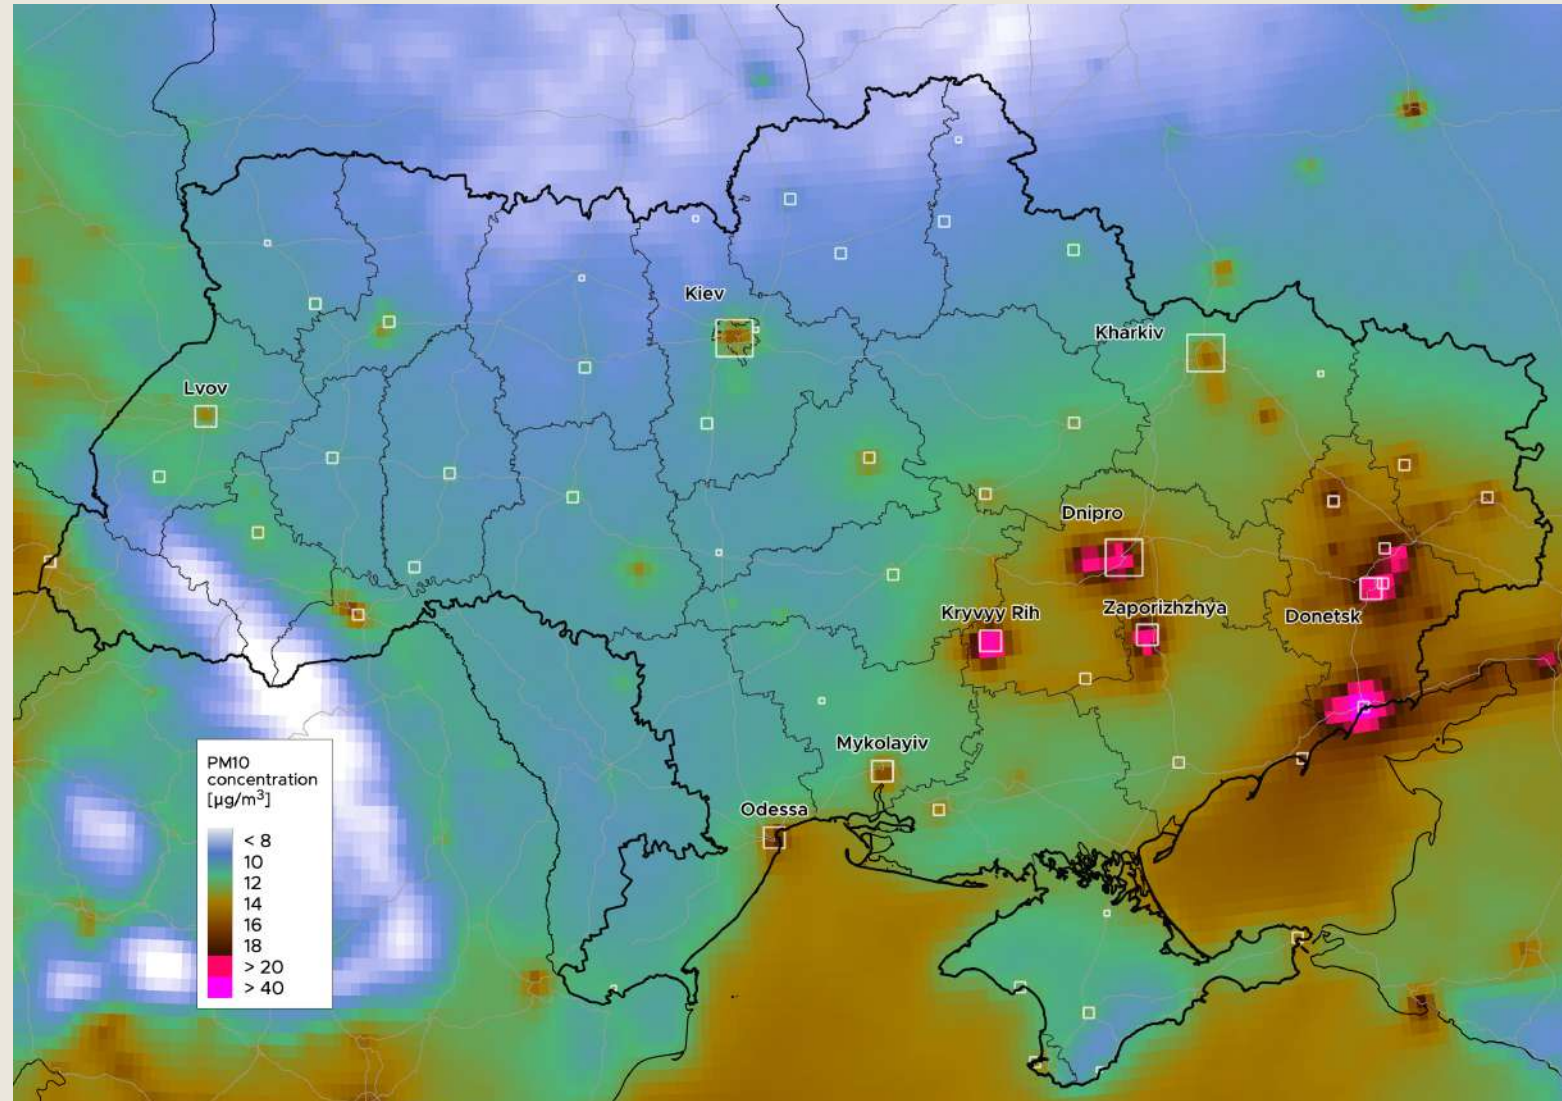 Kiev
Kharkiv
Lvov
Dnipro
Kryvyy Rih
Zaporizhzhya
Donetsk
Mykolayiv
Odessa
PM10
concentration
[µg/m³]
< 8
10
12
14
16
18
> 20
> 40